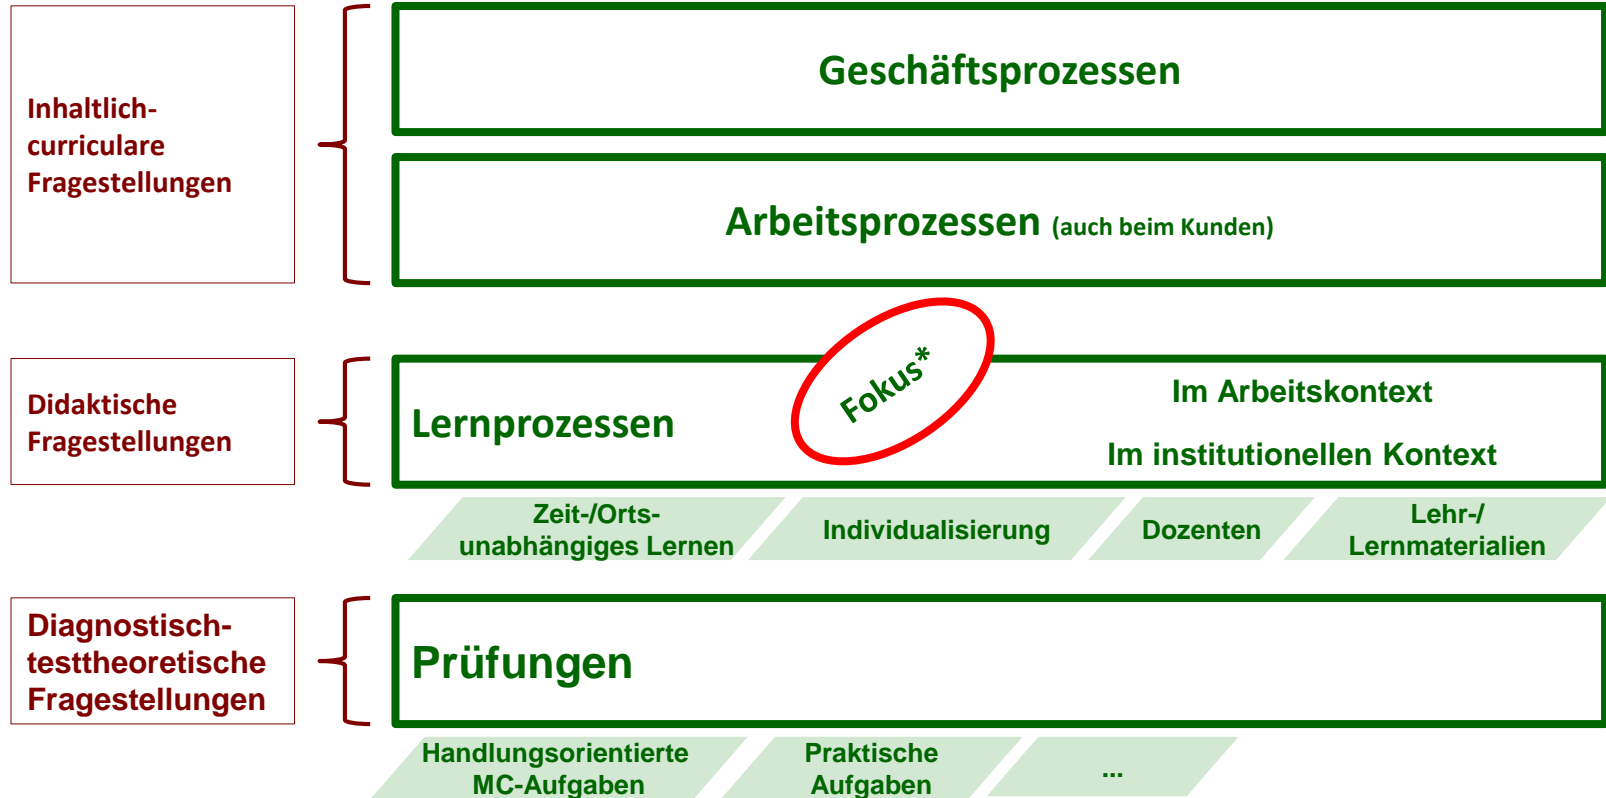 Inhaltlich-
curriculare
Fragestellungen
Geschäftsprozessen
Arbeitsprozessen (auch beim Kunden)
Didaktische
Fragestellungen
Lernprozessen
Fokus*
Im Arbeitskontext
Im institutionellen Kontext
Zeit-/Orts-
unabhängiges Lernen
Individualisierung
Dozenten
Lehr-/
Lernmaterialien
Diagnostisch-
testtheoretische
Fragestellungen
Prüfungen
Handlungsorientierte
MC-Aufgaben
Praktische
Aufgaben
...